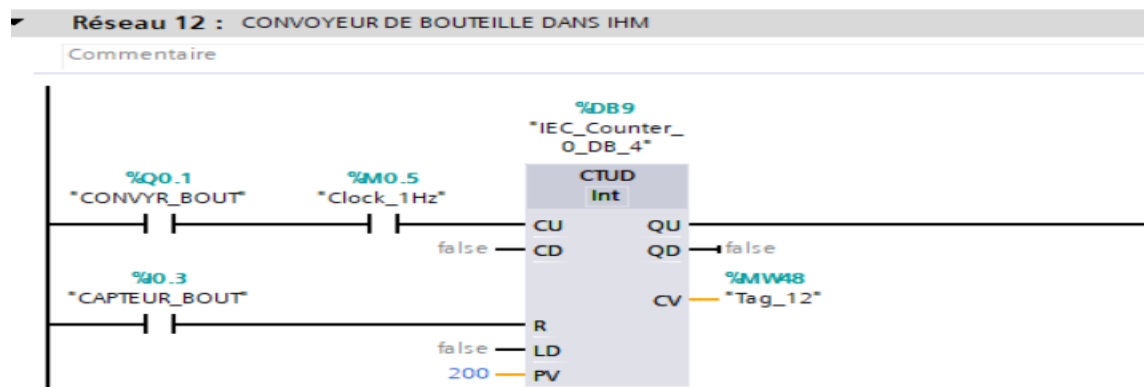 Réseau 12 : CONVOYEUR DE BOUTEILLE DANS IHM
Commentaire
%DB9
"IEC_Counter_
0_DB_4"
%Q0.1
"CONVYR_BOUT"
%M0.5
"Clock_1Hz"
CTUD
Int
CU QU
false CD QD false
%I0.3
"CAPTEUR_BOUT"
%MW48
CV "Tag_12"
R
false LD
200 PV